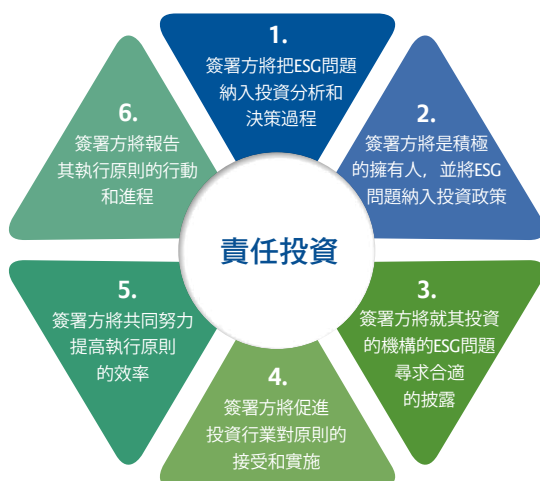 1.
簽署方將把ESG問題
納入投資分析和
決策過程
2.
簽署方將是積極
的擁有人，並將ESG
問題納入投資政策
3.
簽署方將就其投資
的機構的ESG問題
尋求合適
的披露
4.
簽署方將促進
投資行業對原則的
接受和實施
5.
簽署方將共同努力
提高執行原則
的效率
6.
簽署方將報告
其執行原則的行動
和進程
責任投資